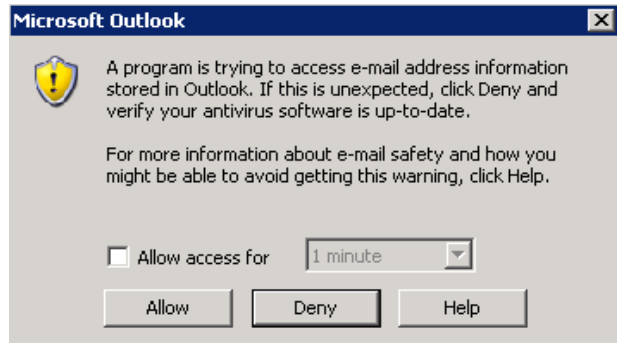 Microsoft Outlook
A program is trying to access e-mail address information
stored in Outlook. If this is unexpected, click Deny and
verify your antivirus software is up-to-date.
For more information about e-mail safety and how you
might be able to avoid getting this warning, click Help.
Allow access for 1 minute
Allow Deny Help